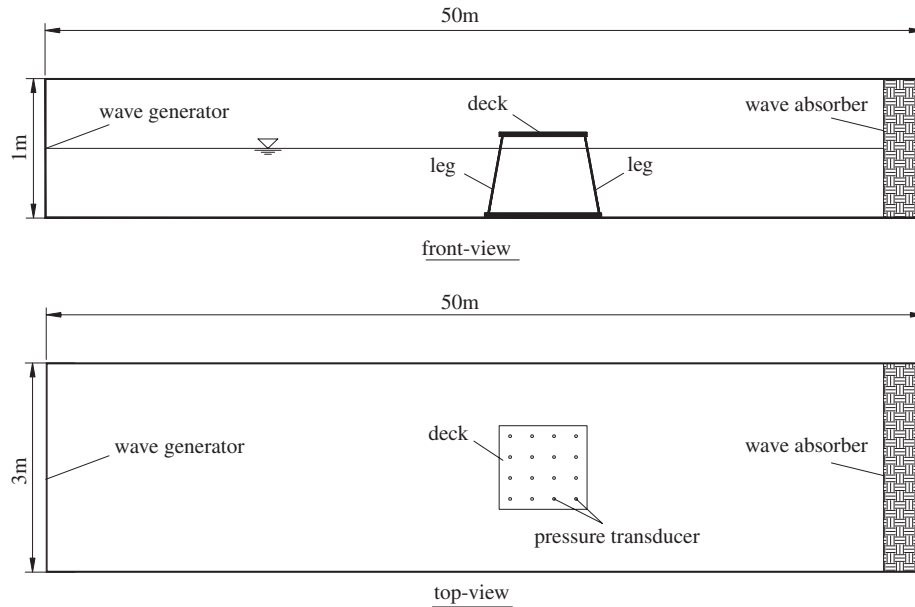 50m
deck
wave generator
wave absorber
1m
leg
leg
front-view
50m
wave generator
deck
wave absorber
3m
pressure transducer
top-view